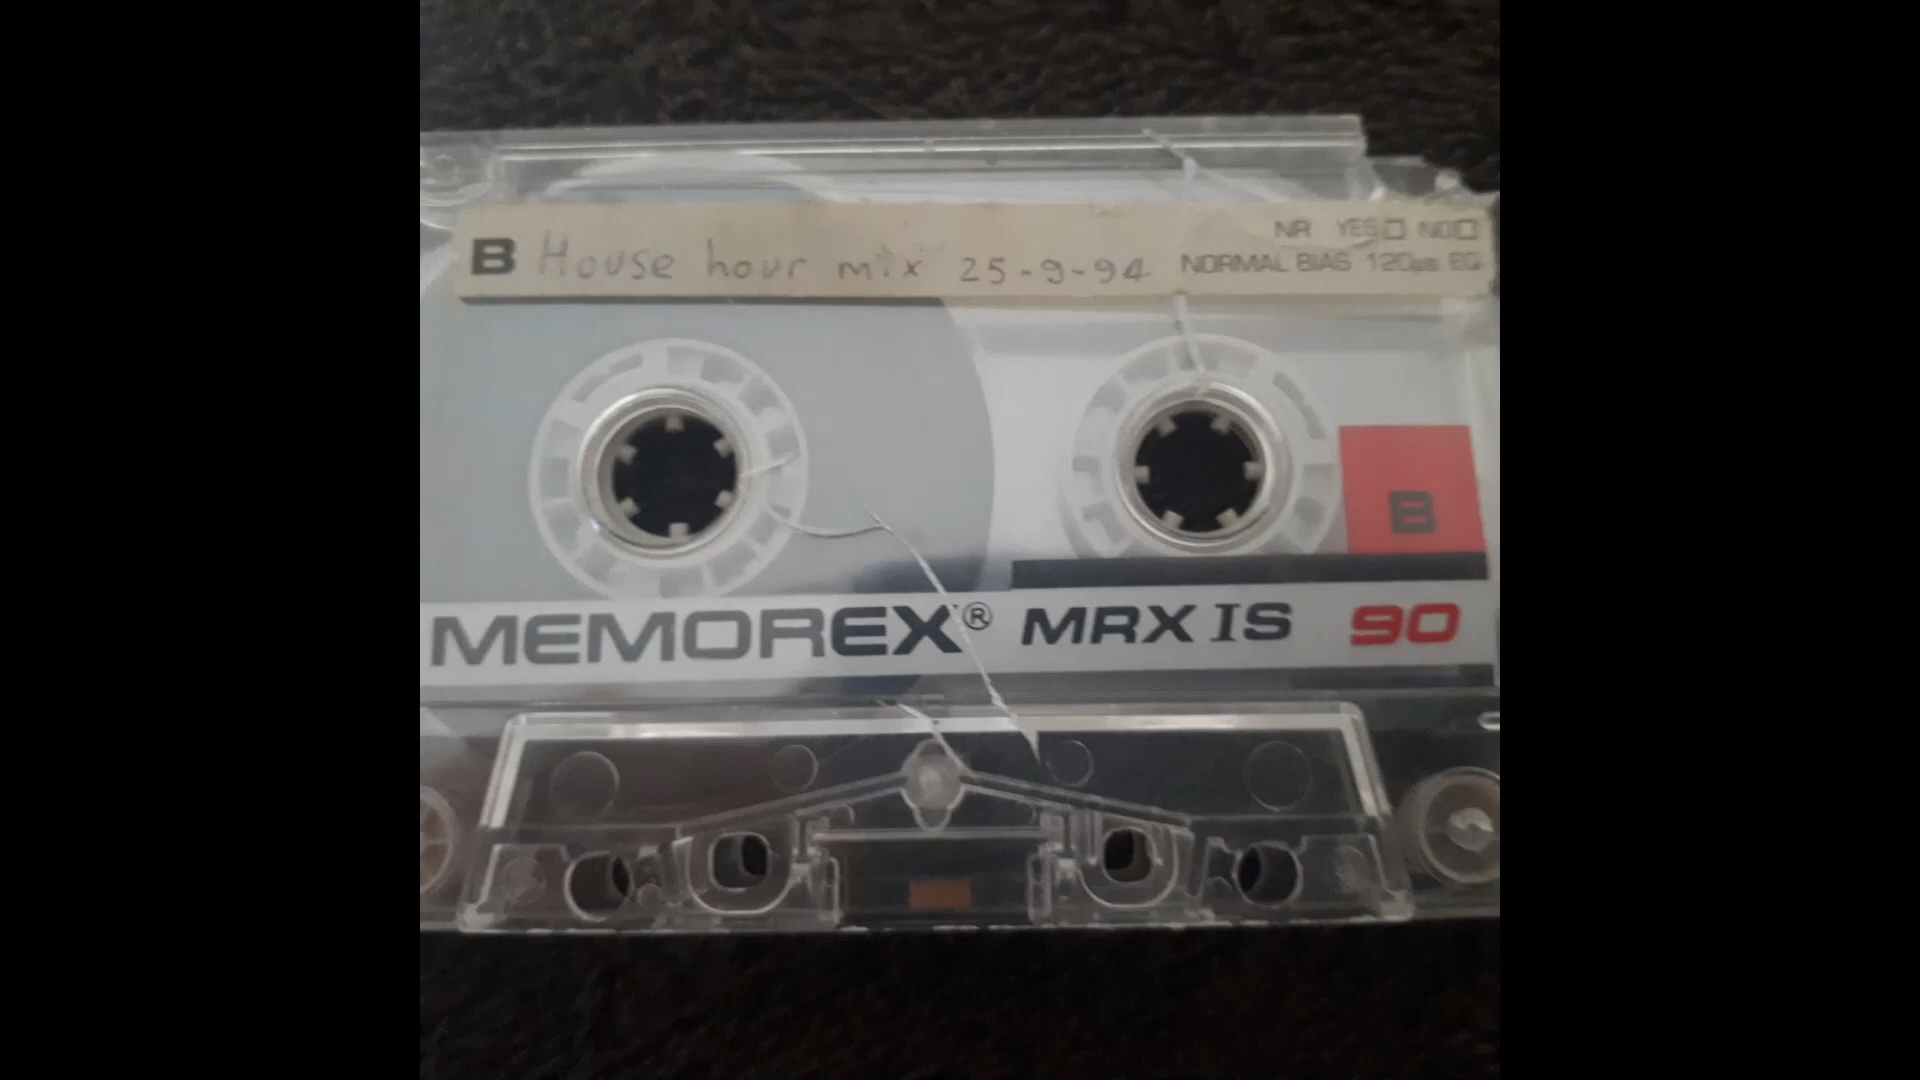 B House hour mix 25-9-94
NR YES NO
NORMAL BIAS 120µs EQ
B
MEMOREX® MRX IS 90